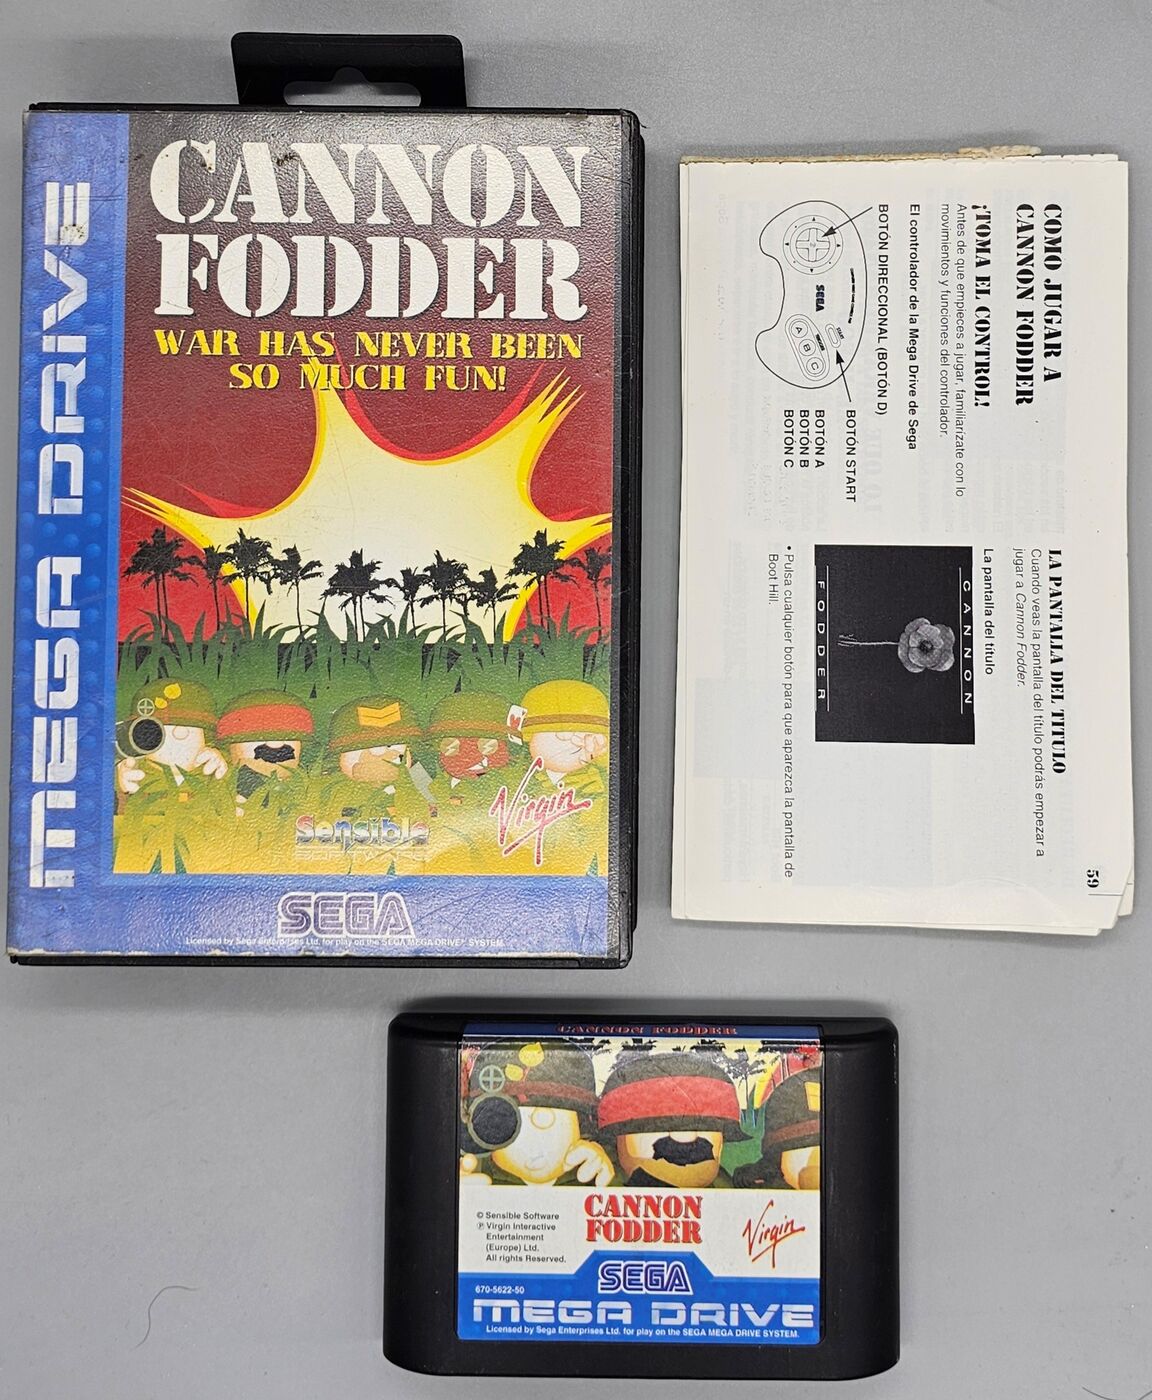 MEGA DRIVE
CANNON
FODDER
WAR HAS NEVER BEEN
SO MUCH FUN!
Sensible
SOFTWARE
Virgin
SEGA
Licensed by Sega Enterprises Ltd. for play on the SEGA MEGA DRIVE SYSTEM.
COMO JUGAR A
CANNON FODDER
¡TOMA EL CONTROL!
Antes de que empieces a jugar, familiarízate con lo
movimientos y funciones del controlador.
El controlador de la Mega Drive de Sega
BOTÓN DIRECCIONAL (BOTÓN D)
SEGA
START
A
B
C
BOTÓN START
BOTÓN A
BOTÓN B
BOTÓN C
LA PANTALLA DEL TITULO
Cuando veas la pantalla del título podrás empezar a
jugar a Cannon Fodder.
La pantalla del título
CANNON
FODDER
• Pulsa cualquier botón para que aparezca la pantalla de
Boot Hill.
59
CANNON FODDER
© Sensible Software
℗ Virgin Interactive
Entertainment
(Europe) Ltd.
All rights Reserved.
CANNON
FODDER
Virgin
SEGA
670-5622-50
MEGA DRIVE
Licensed by Sega Enterprises Ltd. for play on the SEGA MEGA DRIVE SYSTEM.